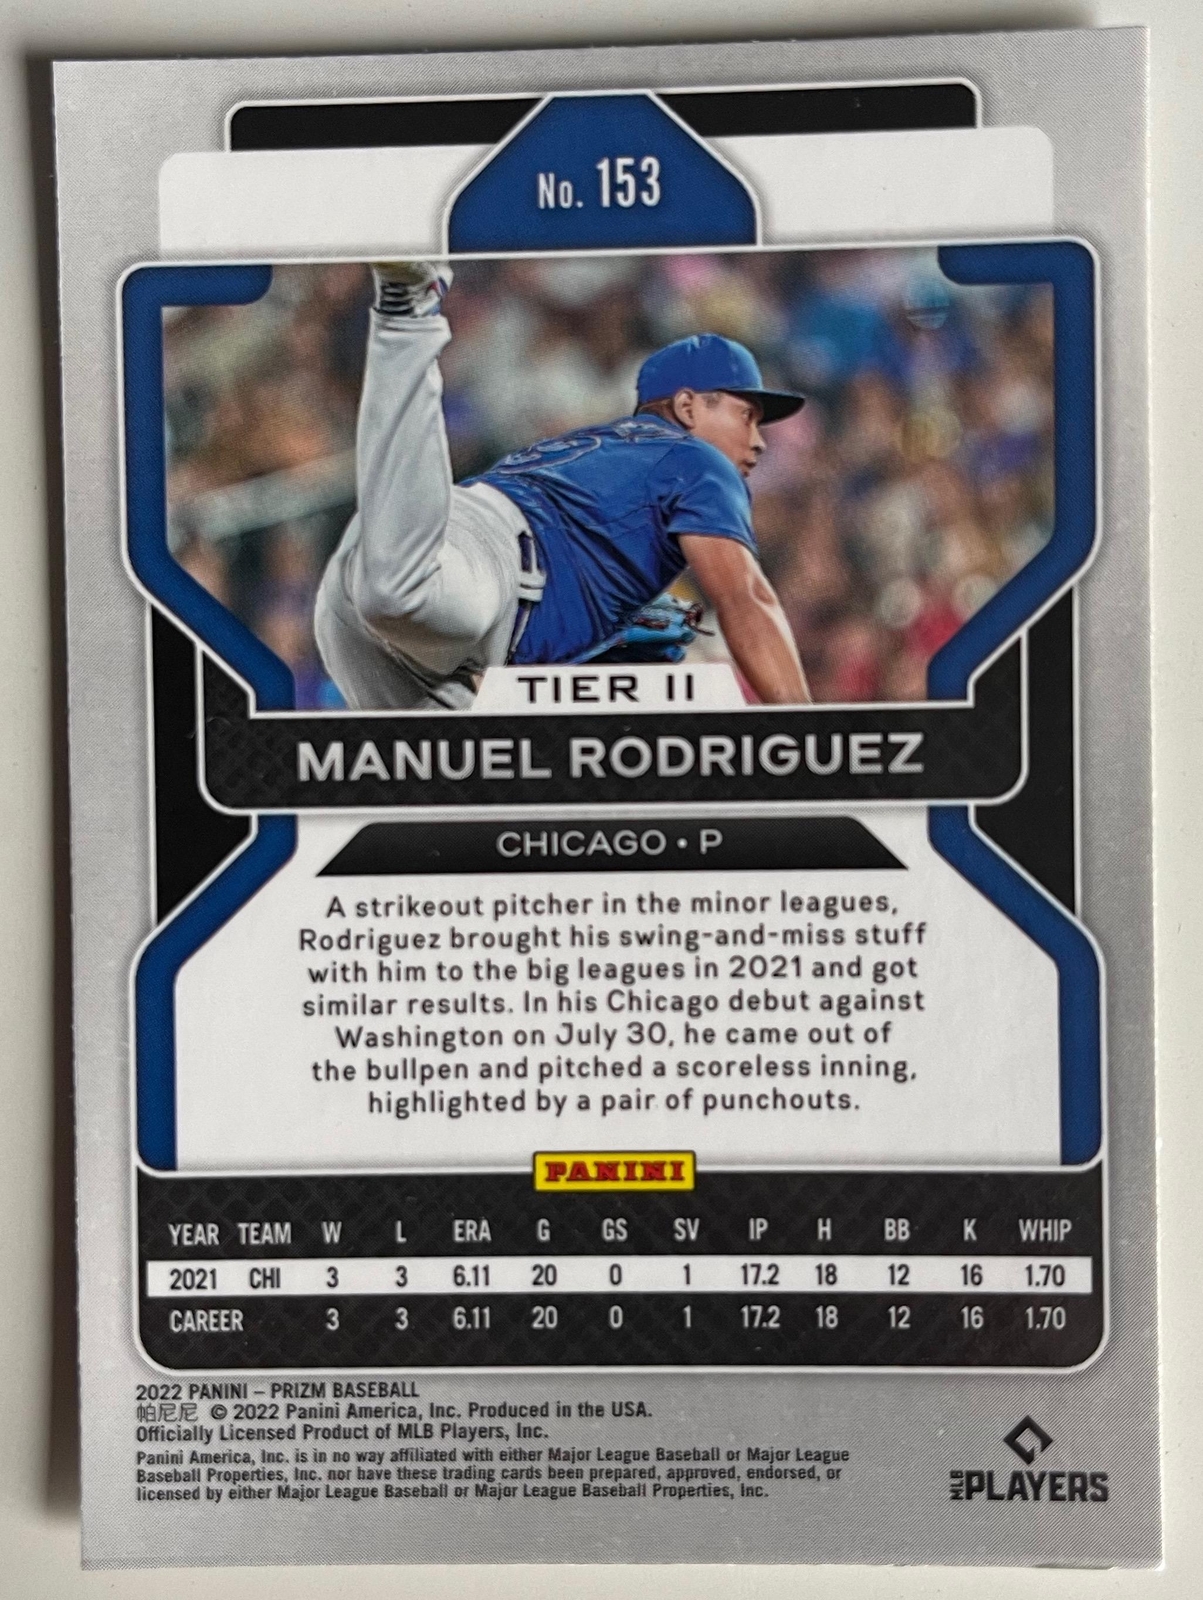 No. 153
TIER II
MANUEL RODRIGUEZ
CHICAGO • P
A strikeout pitcher in the minor leagues,
Rodriguez brought his swing-and-miss stuff
with him to the big leagues in 2021 and got
similar results. In his Chicago debut against
Washington on July 30, he came out of
the bullpen and pitched a scoreless inning,
highlighted by a pair of punchouts.
PANINI
YEAR TEAM W L ERA G GS SV IP H BB K WHIP
2021 CHI 3 3 6.11 20 0 1 17.2 18 12 16 1.70
CAREER 3 3 6.11 20 0 1 17.2 18 12 16 1.70
2022 PANINI – PRIZM BASEBALL
帕尼尼 © 2022 Panini America, Inc. Produced in the USA.
Officially Licensed Product of MLB Players, Inc.
Panini America, Inc. is in no way affiliated with either Major League Baseball or Major League
Baseball Properties, Inc. nor have these trading cards been prepared, approved, endorsed, or
licensed by either Major League Baseball or Major League Baseball Properties, Inc.
MLB PLAYERS